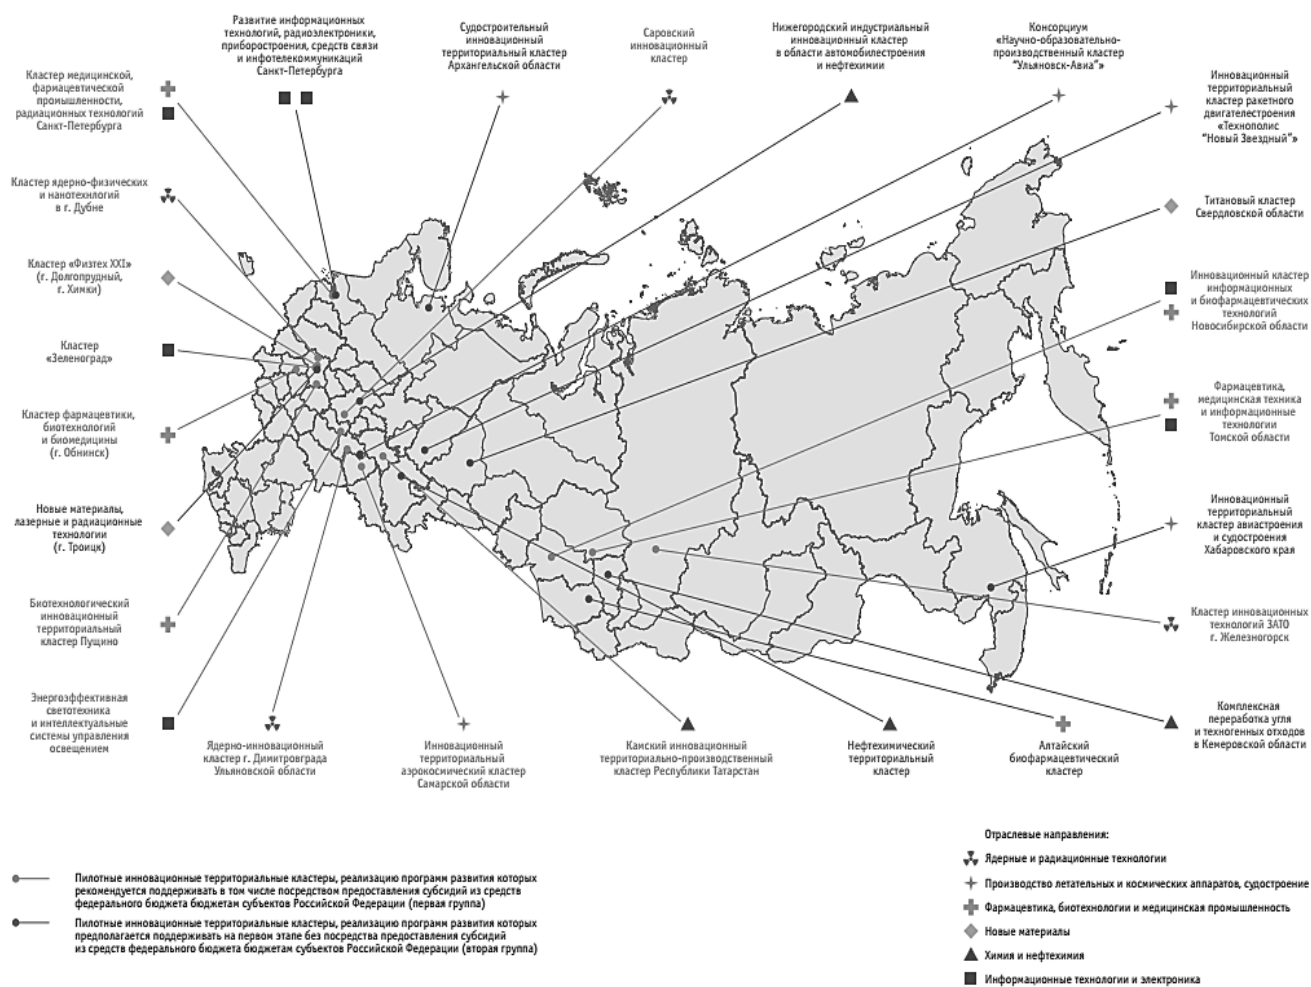 Развитие информационных
технологий, радиоэлектроники,
приборостроения, средств связи
и инфотелекоммуникаций
Санкт-Петербурга
Судостроительный
инновационный
территориальный кластер
Архангельской области
Саровский
инновационный
кластер
Нижегородский индустриальный
инновационный кластер
в области автомобилестроения
и нефтехимии
Консорциум
«Научно-образовательно-
производственный кластер
"Ульяновск-Авиа"»
Инновационный
территориальный
кластер ракетного
двигателестроения
«Технополис
"Новый Звездный"»
Титановый кластер
Свердловской области
Инновационный кластер
информационных
и биофармацевтических
технологий
Новосибирской области
Фармацевтика,
медицинская техника
и информационные
технологии
Томской области
Инновационный
территориальный
кластер авиастроения
и судостроения
Хабаровского края
Кластер инновационных
технологий ЗАТО
г. Железногорск
Комплексная
переработка угля
и техногенных отходов
в Кемеровской области
Кластер медицинской,
фармацевтической
промышленности,
радиационных технологий
Санкт-Петербурга
Кластер ядерно-физических
и нанотехнлогий
в г. Дубне
Кластер «Физтех XXI»
(г. Долгопрудный,
г. Химки)
Кластер
«Зеленоград»
Кластер фармацевтики,
биотехнологий
и биомедицины
(г. Обнинск)
Новые материалы,
лазерные и радиационные
технологии
(г. Троицк)
Биотехнологический
инновационный
территориальный
кластер Пущино
Энергоэффективная
светотехника
и интеллектуальные
системы управления
освещением
Ядерно-инновационный
кластер г. Димитровграда
Ульяновской области
Инновационный
территориальный
аэрокосмический кластер
Самарской области
Камский инновационный
территориально-производственный
кластер Республики Татарстан
Нефтехимический
территориальный
кластер
Алтайский
биофармацевтический
кластер
Пилотные инновационные территориальные кластеры, реализацию программ развития которых
рекомендуется поддерживать в том числе посредством предоставления субсидий из средств
федерального бюджета бюджетам субъектов Российской Федерации (первая группа)
Пилотные инновационные территориальные кластеры, реализацию программ развития которых
предполагается поддерживать на первом этапе без посредства предоставления субсидий
из средств федерального бюджета бюджетам субъектов Российской Федерации (вторая группа)
Отраслевые направления:
Ядерные и радиационные технологии
Производство летательных и космических аппаратов, судостроение
Фармацевтика, биотехнологии и медицинская промышленность
Новые материалы
Химия и нефтехимия
Информационные технологии и электроника